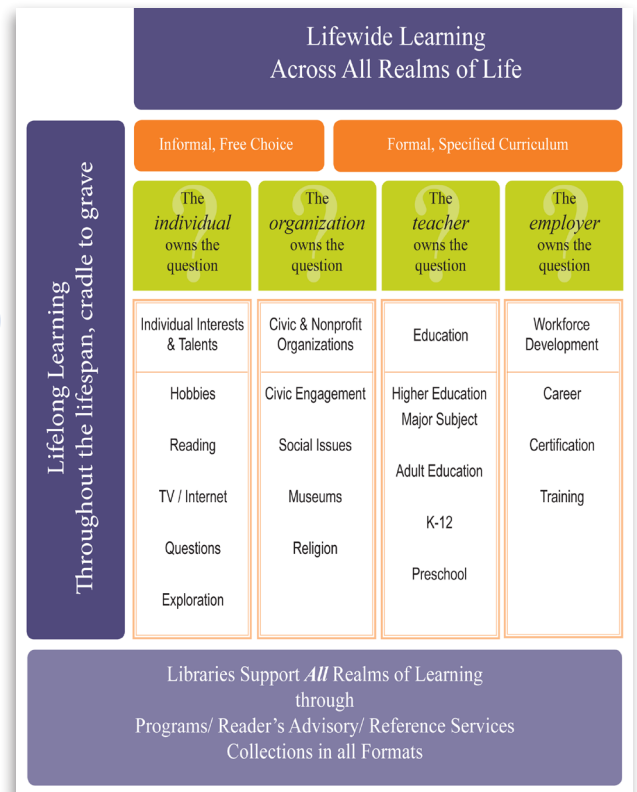 Lifewide Learning
Across All Realms of Life
Informal, Free Choice
Formal, Specified Curriculum
Lifelong Learning
Throughout the lifespan, cradle to grave
?
The
individual
owns the
question
?
The
organization
owns the
question
?
The
teacher
owns the
question
?
The
employer
owns the
question
Individual Interests
& Talents
Hobbies
Reading
TV / Internet
Questions
Exploration
Civic & Nonprofit
Organizations
Civic Engagement
Social Issues
Museums
Religion
Education
Higher Education
Major Subject
Adult Education
K-12
Preschool
Workforce
Development
Career
Certification
Training
Libraries Support All Realms of Learning
through
Programs/ Reader's Advisory/ Reference Services
Collections in all Formats